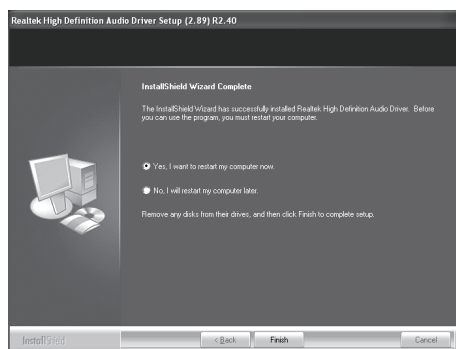 Realtek High Definition Audio Driver Setup (2.89) R2.40
InstallShield Wizard Complete
The InstallShield Wizard has successfully installed Realtek High Definition Audio Driver. Before
you can use the program, you must restart your computer.
Yes, I want to restart my computer now.
No, I will restart my computer later.
Remove any disks from their drives, and then click Finish to complete setup.
InstallShield
< Back
Finish
Cancel